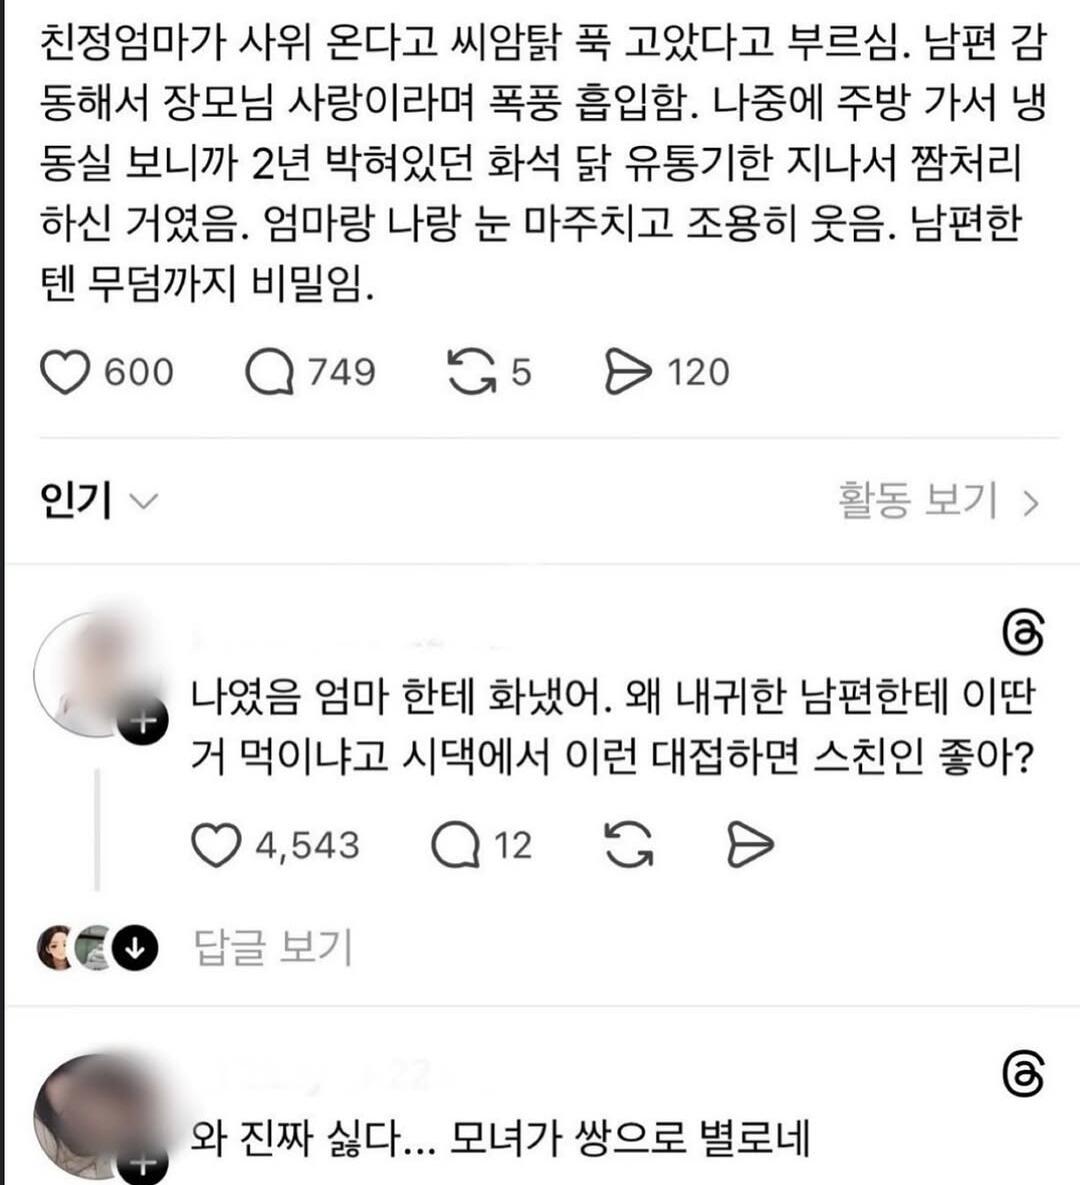 친정엄마가 사위 온다고 씨암탉 푹 고았다고 부르심. 남편 감
동해서 장모님 사랑이라며 폭풍 흡입함. 나중에 주방 가서 냉
동실 보니까 2년 박혀있던 화석 닭 유통기한 지나서 짬처리
하신 거였음. 엄마랑 나랑 눈 마주치고 조용히 웃음. 남편한
텐 무덤까지 비밀임.
600 749 5 120
인기 활동 보기
나였음 엄마 한테 화냈어. 왜 내귀한 남편한테 이딴
거 먹이냐고 시댁에서 이런 대접하면 스친인 좋아?
4,543 12
답글 보기
와 진짜 싫다... 모녀가 쌍으로 별로네